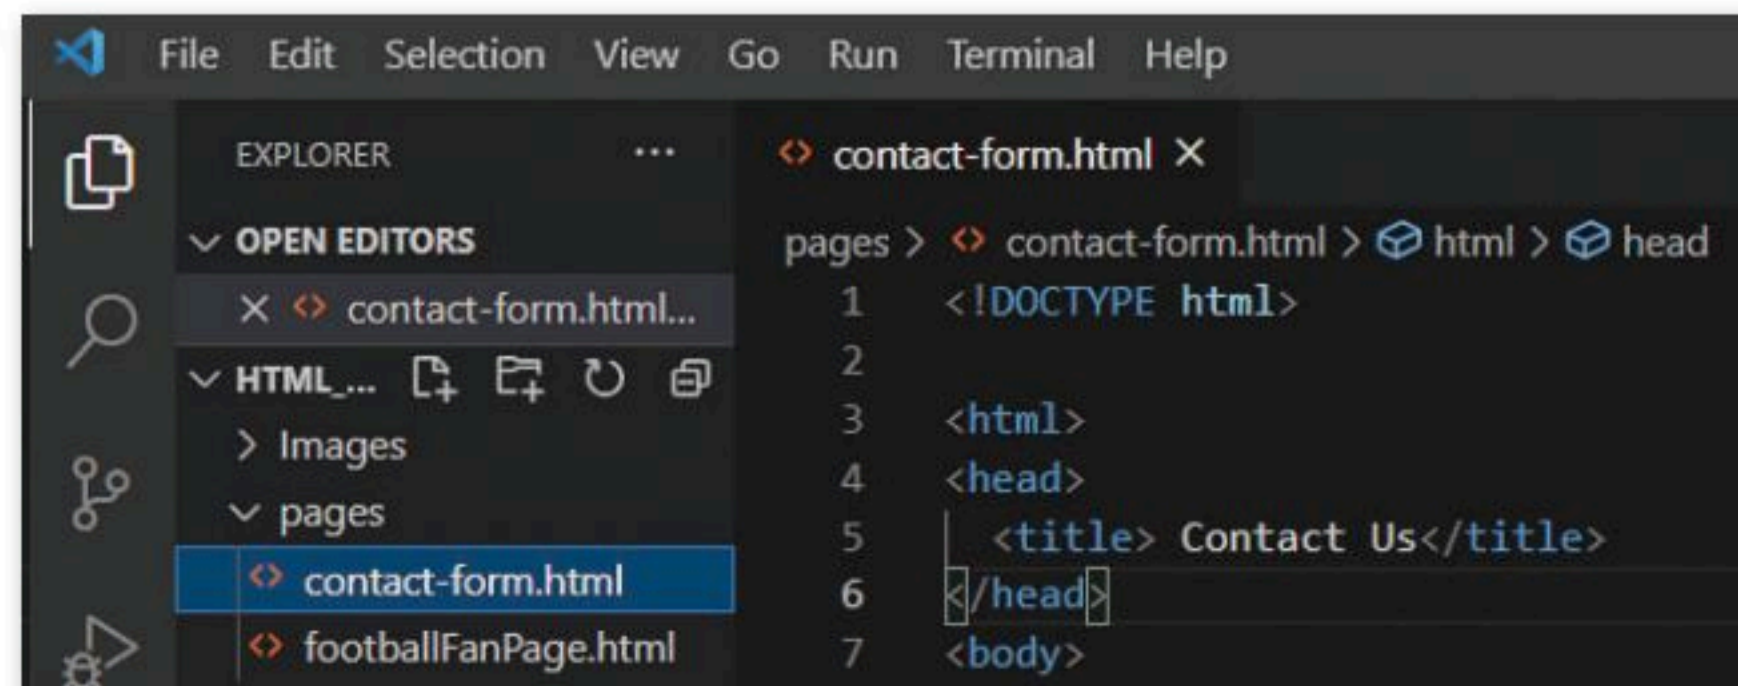 File Edit Selection View Go Run Terminal Help
EXPLORER ...
OPEN EDITORS
contact-form.html...
HTML_...
Images
pages
contact-form.html
footballFanPage.html
contact-form.html
pages > contact-form.html > html > head
1 <!DOCTYPE html>
2
3 <html>
4 <head>
5 <title> Contact Us</title>
6 </head>
7 <body>